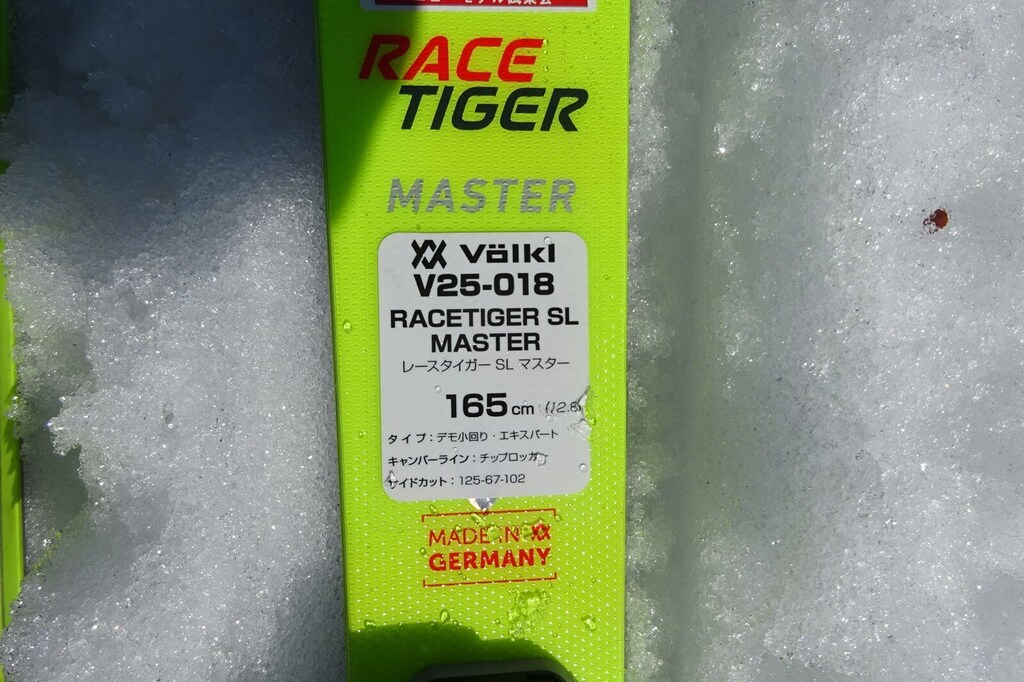 RACE
TIGER
MASTER
Völkl
V25-018
RACETIGER SL
MASTER
レースタイガー SL マスター
165cm (12.8)
タイプ：デモ小回り・エキスパート
キャンバーライン：チップロッカー
サイドカット：125-67-102
MADE IN
GERMANY